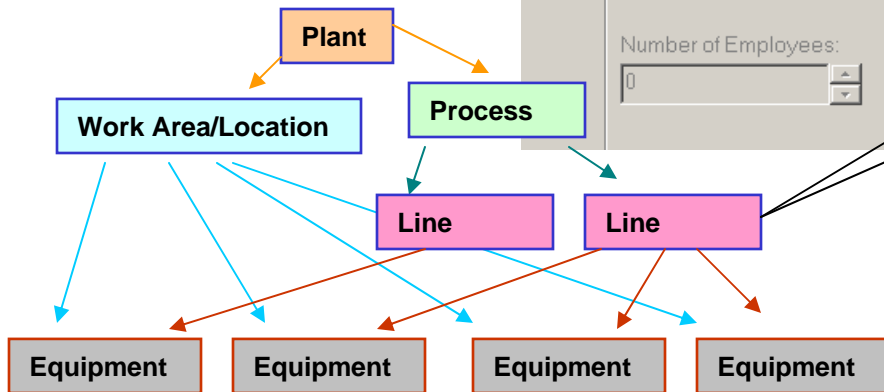 Plant
Number of Employees:
0
Work Area/Location
Process
Line
Line
Equipment
Equipment
Equipment
Equipment